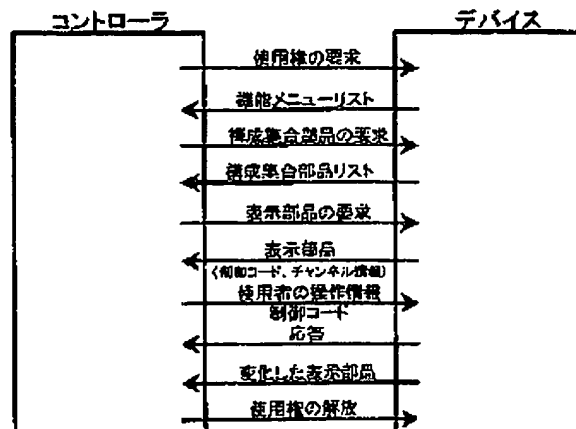 コントローラ
デバイス
使用権の要求
機能メニューリスト
構成集合部品の要求
構成集合部品リスト
表示部品の要求
表示部品
(制御コード、チャンネル情報)
使用者の操作情報
制御コード
応答
変化した表示部品
使用権の解放